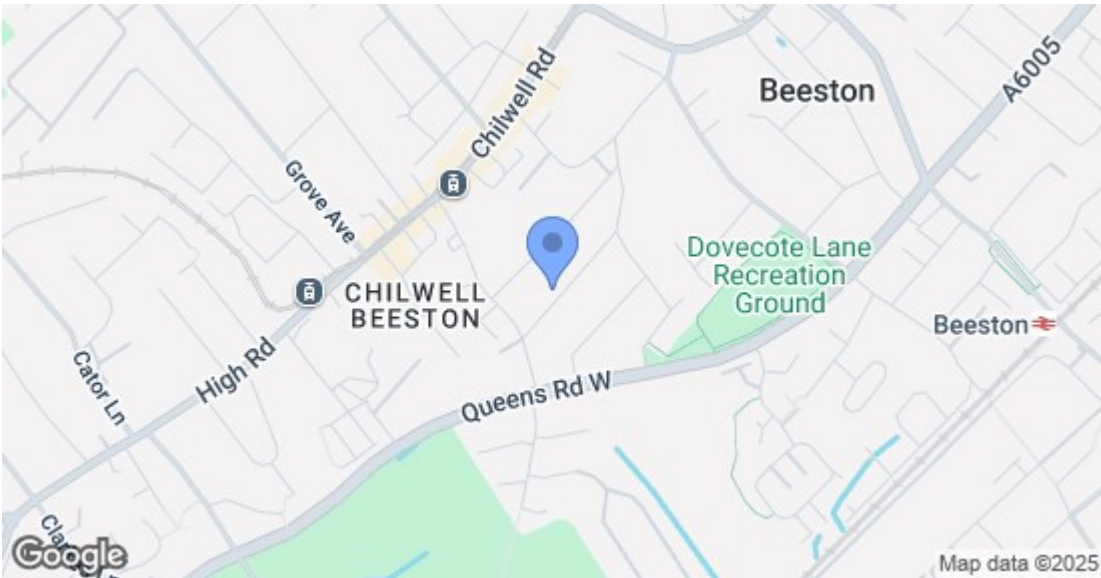 Chilwell Rd
Beeston
A6005
Grove Ave
Dovecote Lane
Recreation
Ground
CHILWELL
BEESTON
Beeston
High Rd
Cator Ln
Queens Rd W
Google
Map data ©2025